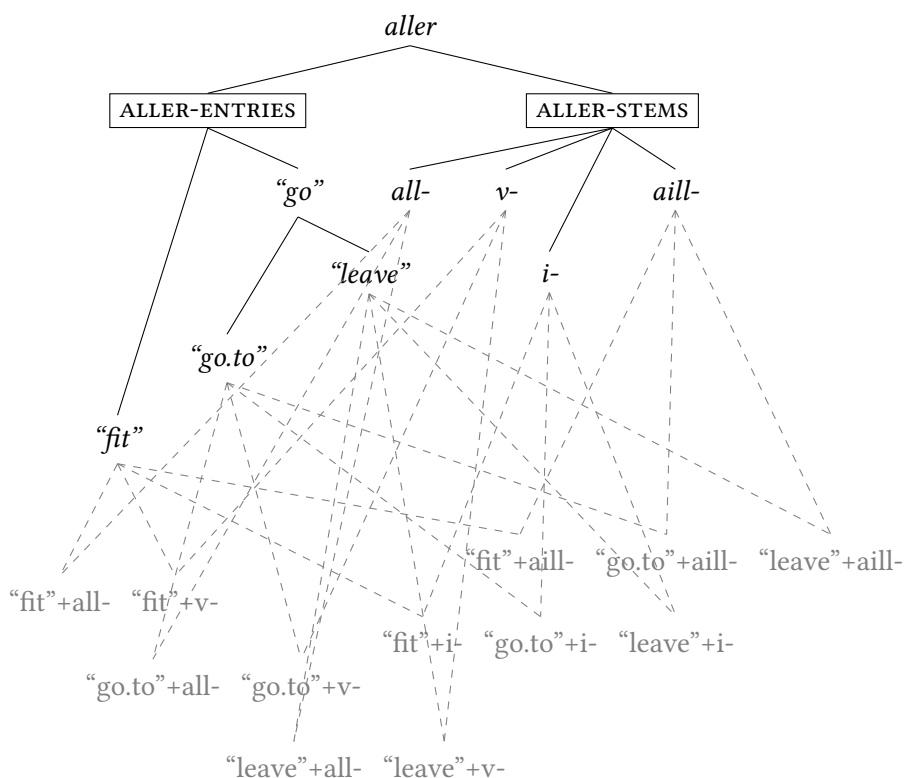 aller
ALLER-ENTRIES ALLER-STEMS
“go” all- v- aill-
“leave” i-
“go.to”
“fit”
“fit”+aill- “go.to”+aill- “leave”+aill-
“fit”+all- “fit”+v-
“fit”+i- “go.to”+i- “leave”+i-
“go.to”+all- “go.to”+v-
“leave”+all- “leave”+v-